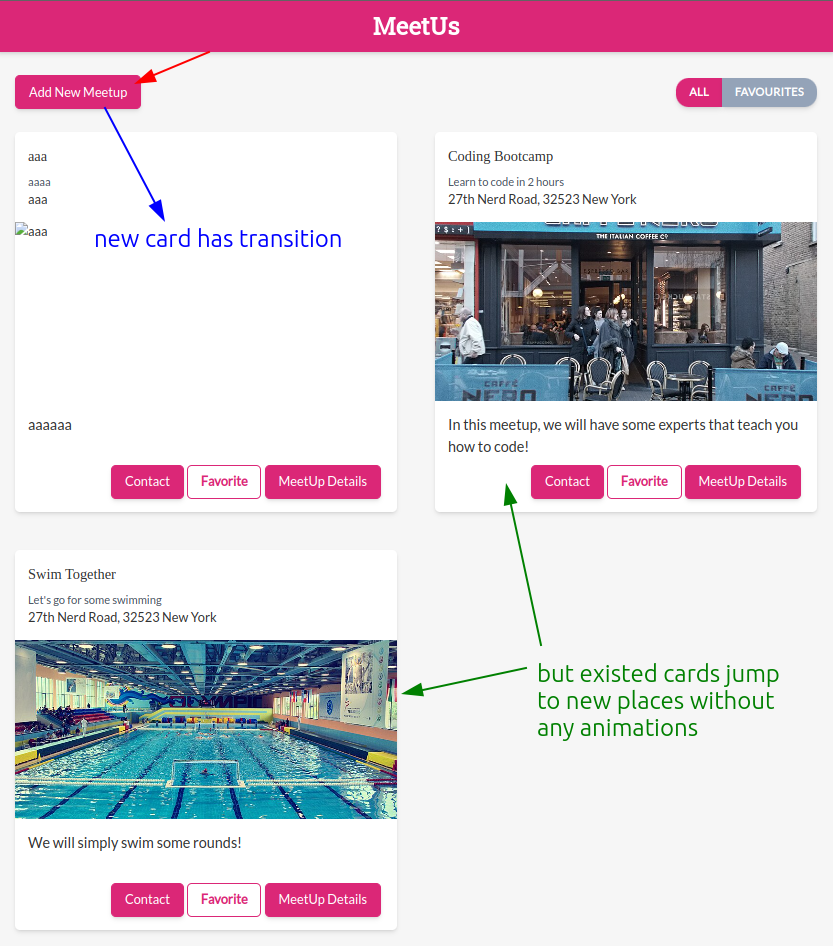 MeetUs
Add New Meetup
ALL FAVOURITES
aaa
aaaa
aaa
aaa
new card has transition
aaaaaa
Contact Favorite MeetUp Details
Coding Bootcamp
Learn to code in 2 hours
27th Nerd Road, 32523 New York
? $ : + )
THE ITALIAN COFFEE Co
CAFFÈ
NERO
CAFFE
NERO
In this meetup, we will have some experts that teach you
how to code!
Contact Favorite MeetUp Details
Swim Together
Let's go for some swimming
27th Nerd Road, 32523 New York
We will simply swim some rounds!
Contact Favorite MeetUp Details
but existed cards jump
to new places without
any animations